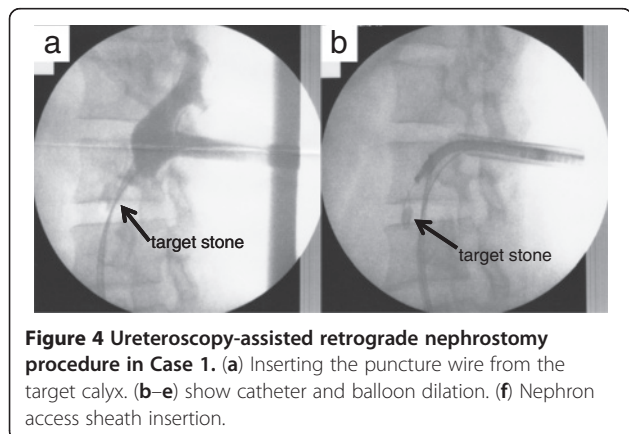 a
b
target stone
target stone
Figure 4 Ureteroscopy-assisted retrograde nephrostomy
procedure in Case 1. (a) Inserting the puncture wire from the
target calyx. (b–e) show catheter and balloon dilation. (f) Nephron
access sheath insertion.